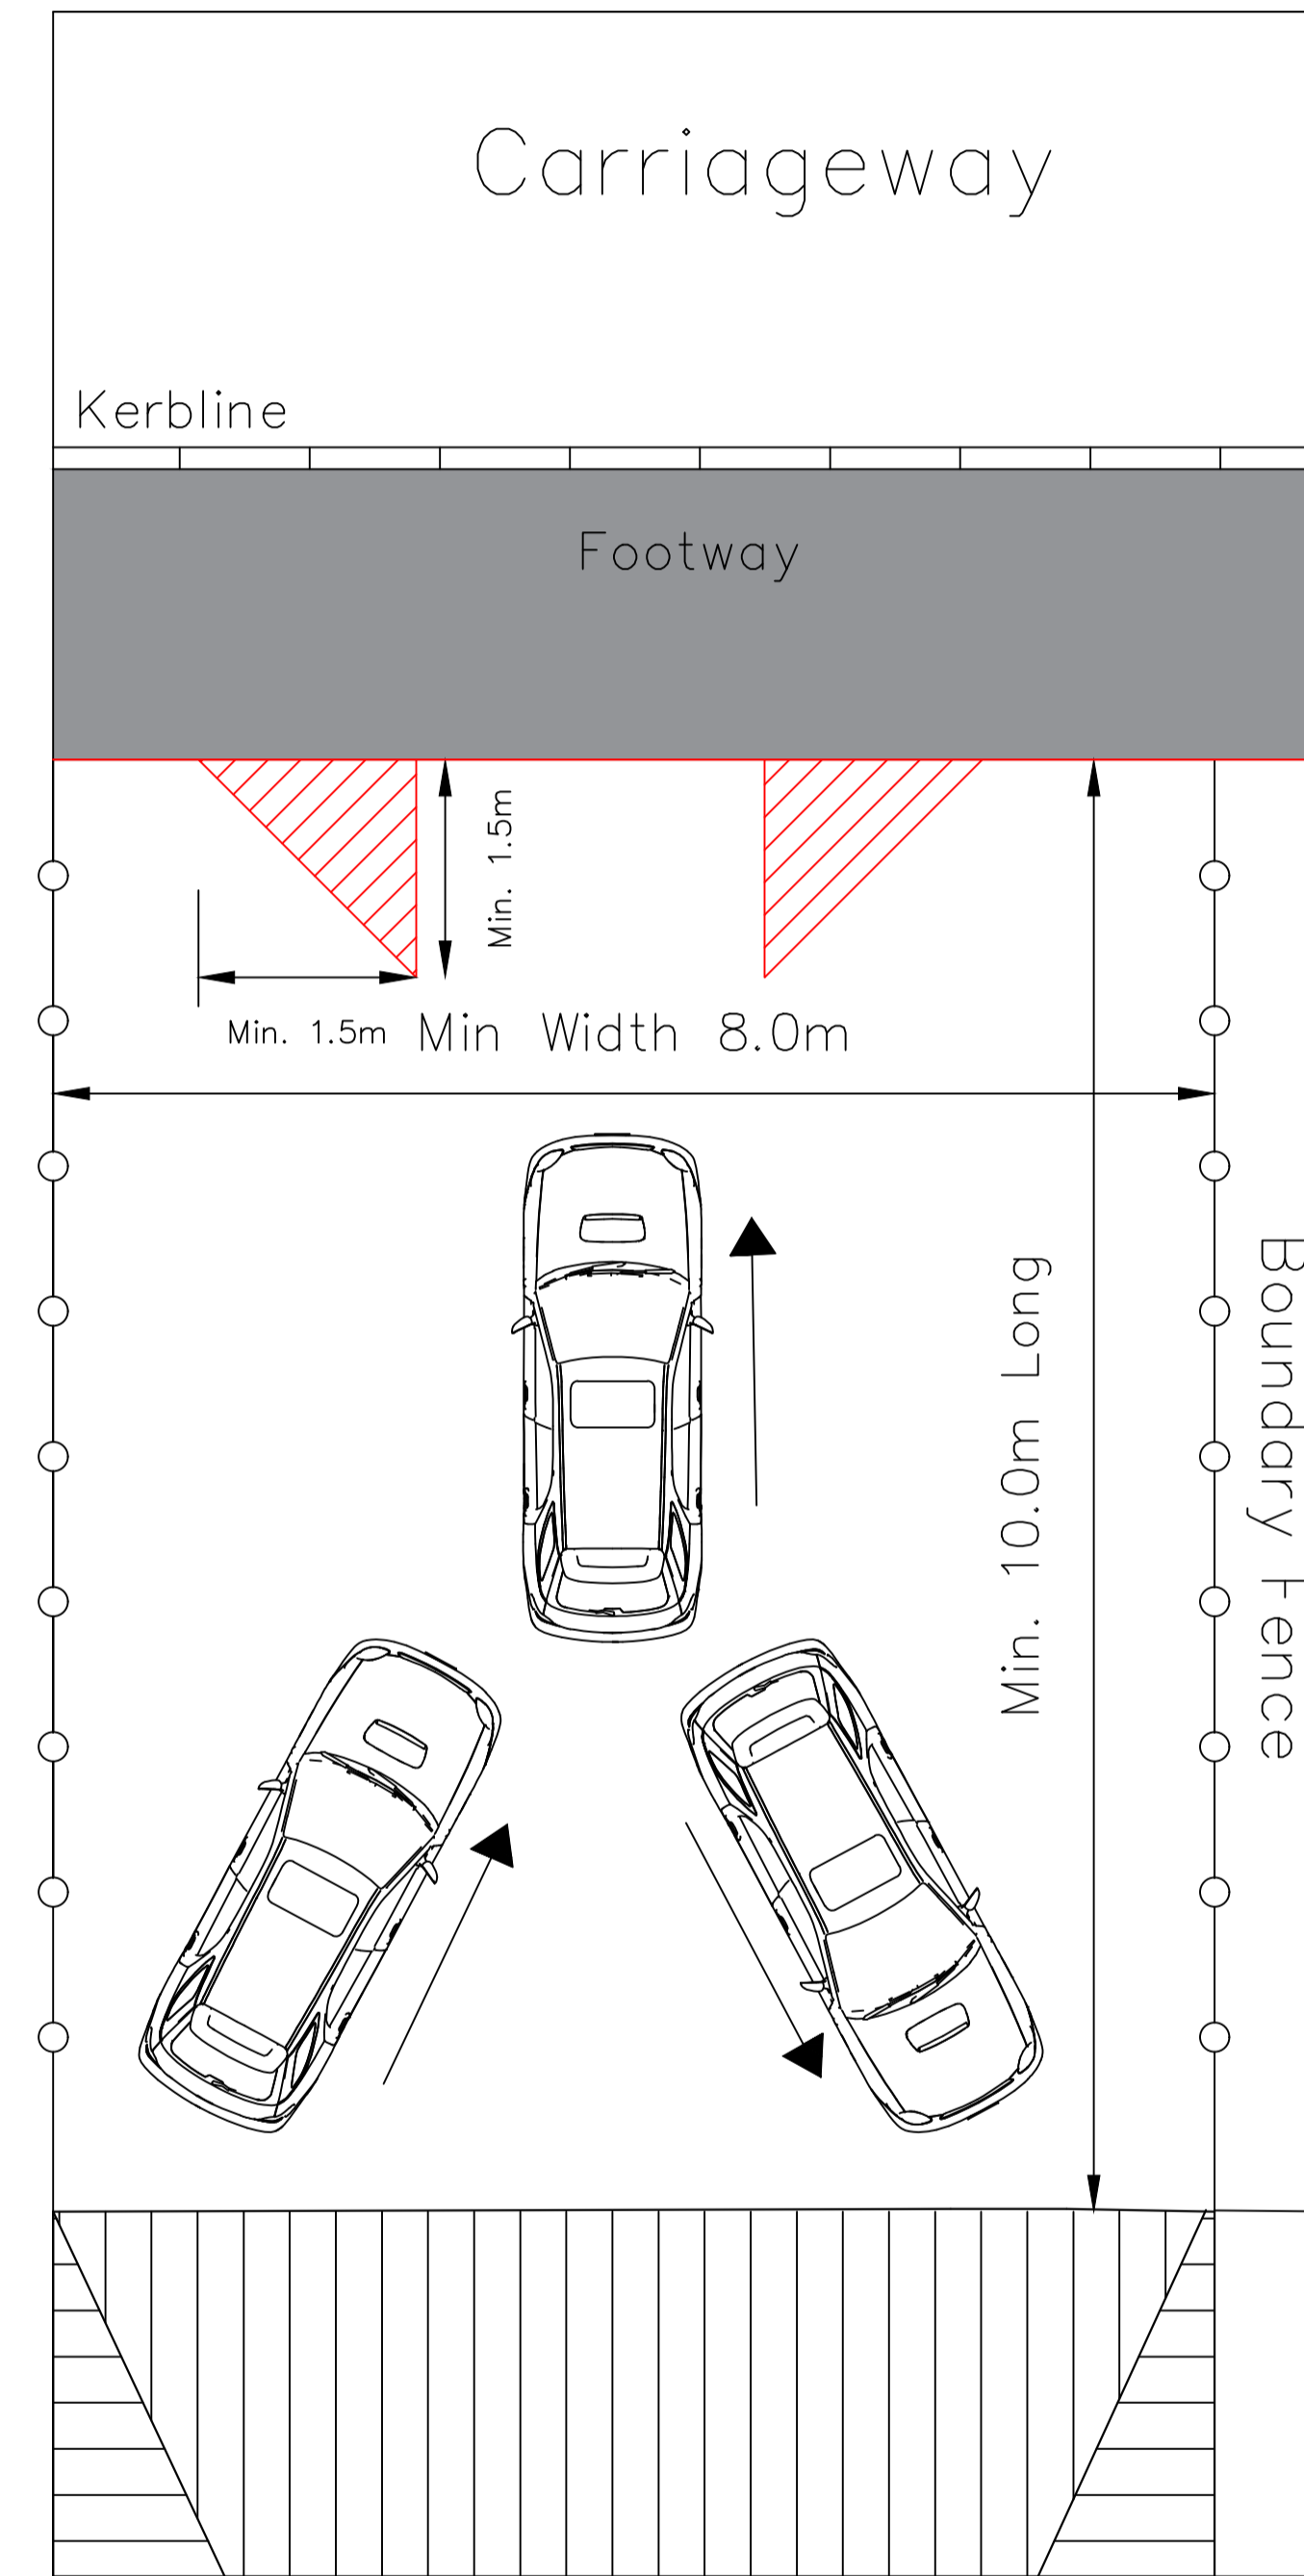 Carriageway
Kerbline
Footway
Min. 1.5m
Min. 1.5m
Min Width 8.0m
Min. 10.0m Long
Boundary Fence